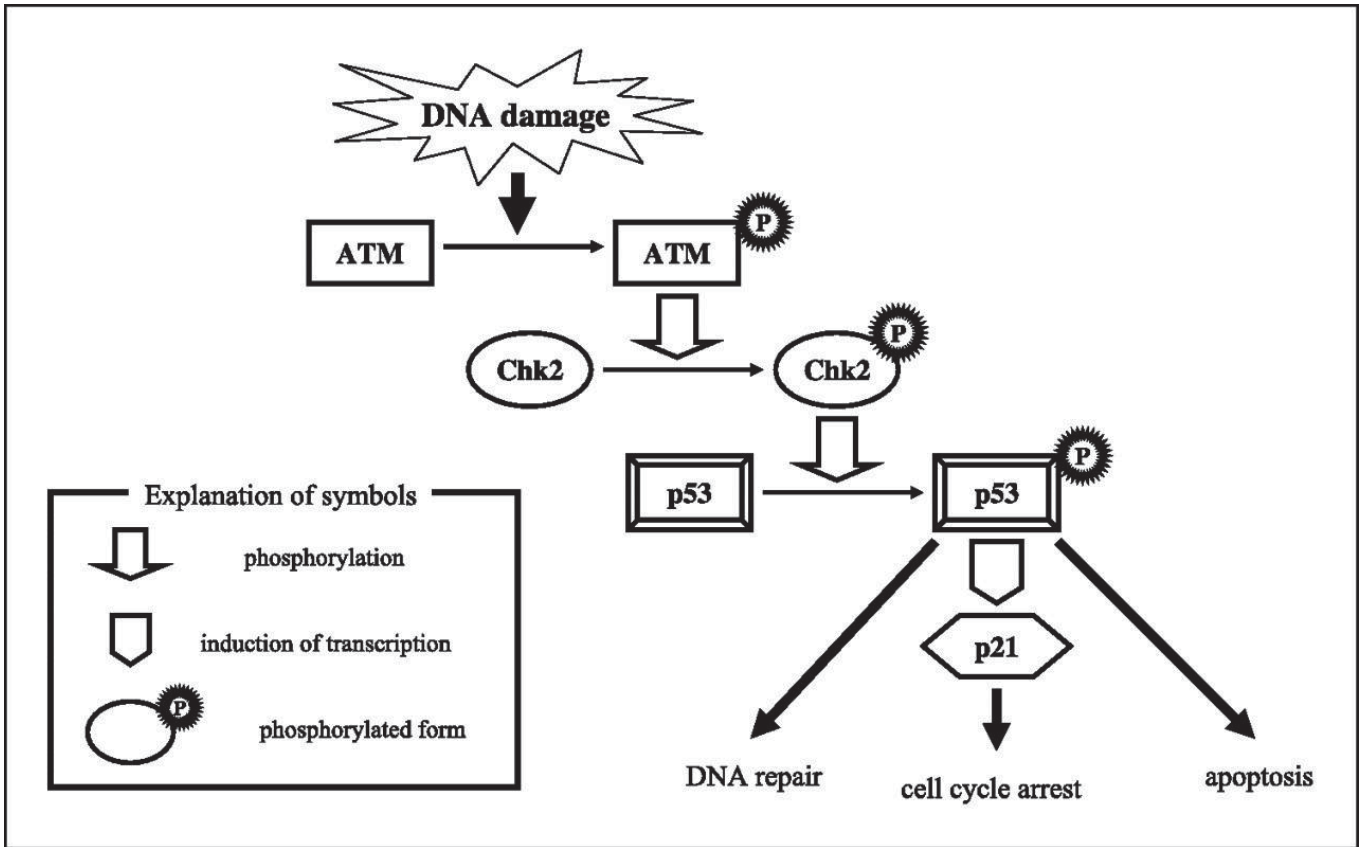 DNA damage
P
ATM
ATM
P
Chk2
Chk2
P
p53
p53
Explanation of symbols
phosphorylation
induction of transcription
P
phosphorylated form
p21
DNA repair
cell cycle arrest
apoptosis